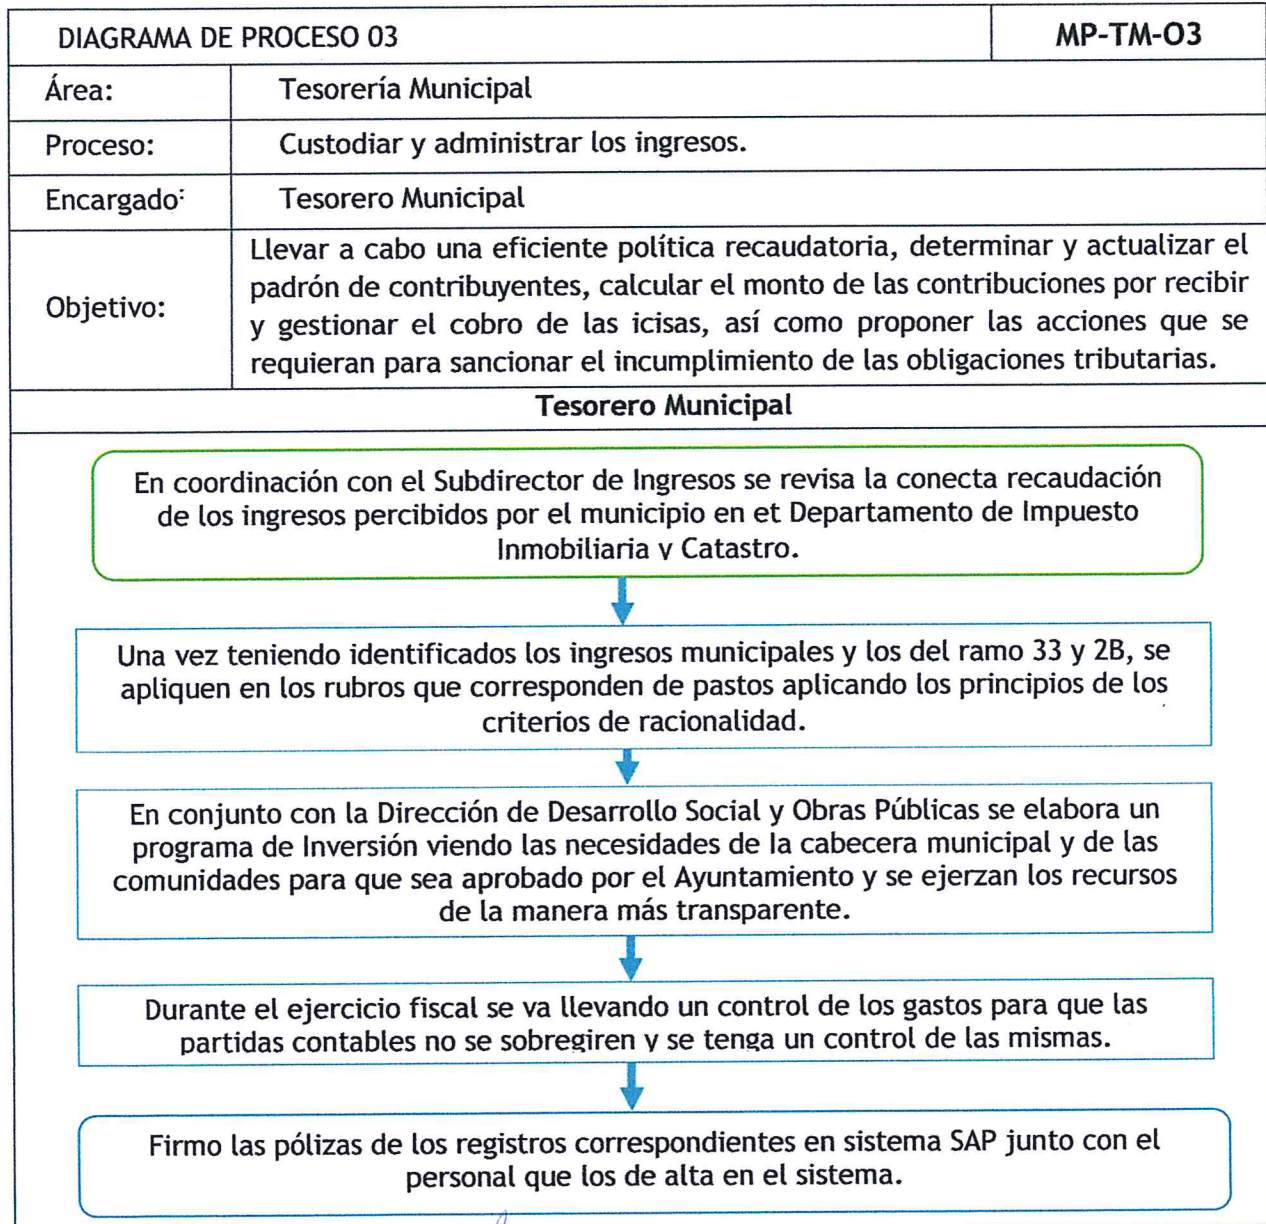 DIAGRAMA DE PROCESO 03
MP-TM-O3
Área:
Tesorería Municipal
Proceso:
Custodiar y administrar los ingresos.
Encargado:
Tesorero Municipal
Objetivo:
Llevar a cabo una eficiente política recaudatoria, determinar y actualizar el
padrón de contribuyentes, calcular el monto de las contribuciones por recibir
y gestionar el cobro de las icisas, así como proponer las acciones que se
requieran para sancionar el incumplimiento de las obligaciones tributarias.
Tesorero Municipal
En coordinación con el Subdirector de Ingresos se revisa la conecta recaudación
de los ingresos percibidos por el municipio en et Departamento de Impuesto
Inmobiliaria v Catastro.
Una vez teniendo identificados los ingresos municipales y los del ramo 33 y 2B, se
apliquen en los rubros que corresponden de pastos aplicando los principios de los
criterios de racionalidad.
En conjunto con la Dirección de Desarrollo Social y Obras Públicas se elabora un
programa de Inversión viendo las necesidades de la cabecera municipal y de las
comunidades para que sea aprobado por el Ayuntamiento y se ejerzan los recursos
de la manera más transparente.
Durante el ejercicio fiscal se va llevando un control de los gastos para que las
partidas contables no se sobregiren y se tenga un control de las mismas.
Firmo las pólizas de los registros correspondientes en sistema SAP junto con el
personal que los de alta en el sistema.